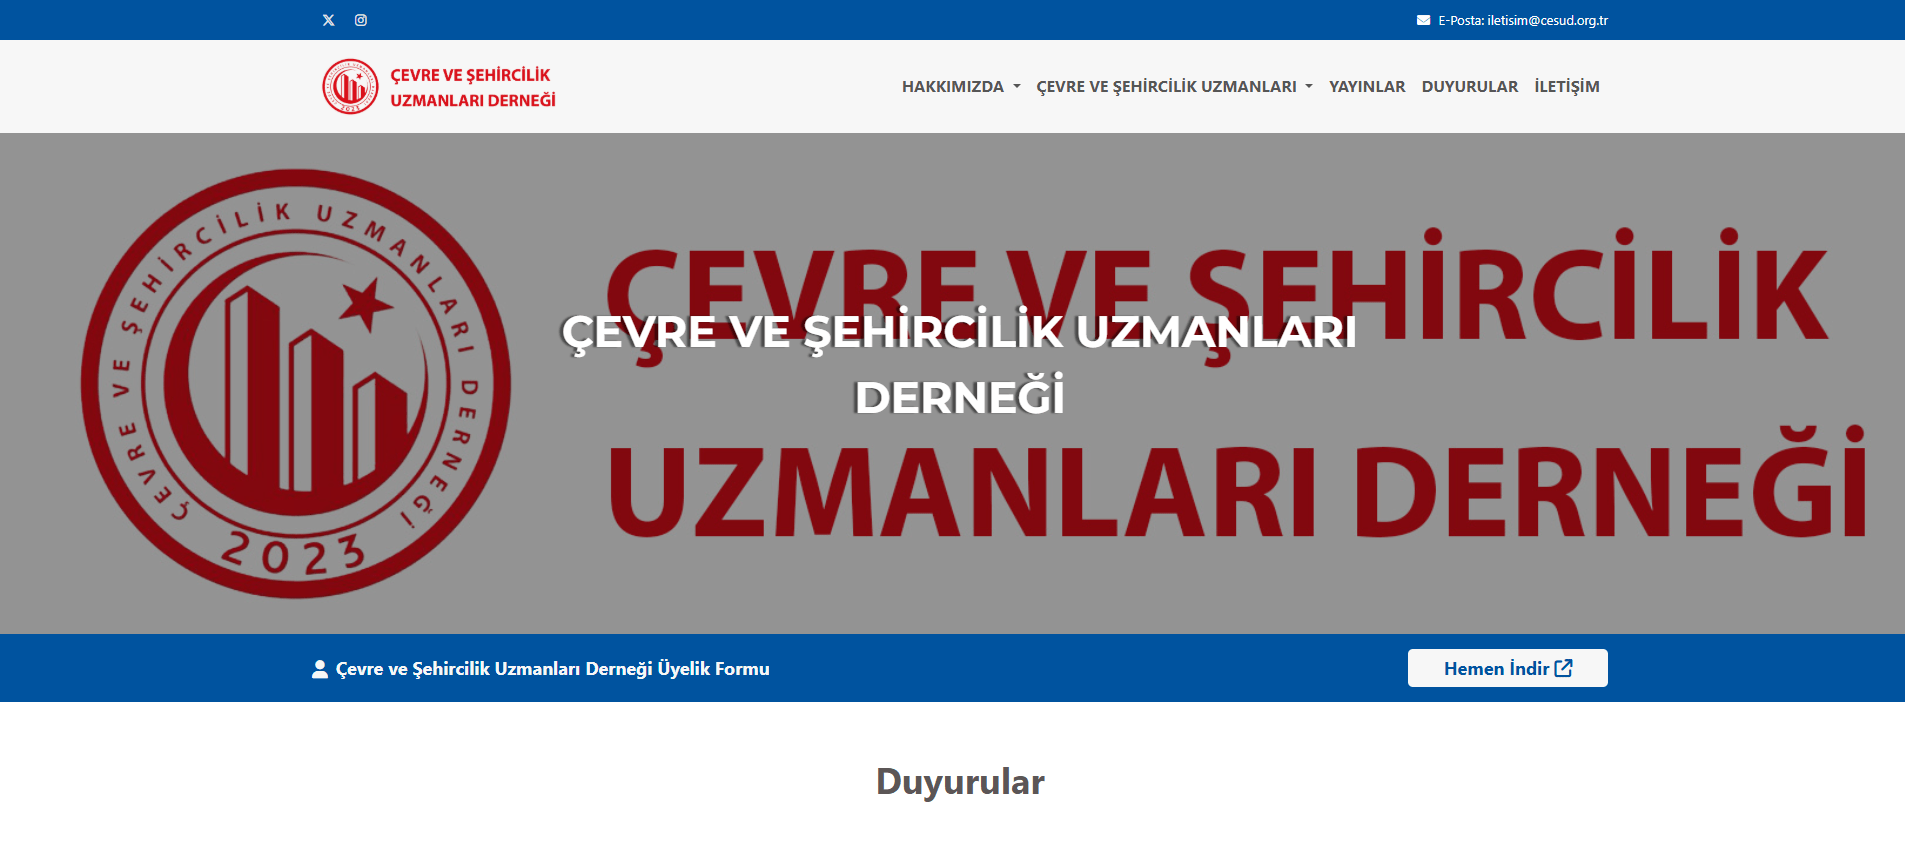 E-Posta: iletisim@cesud.org.tr
ÇEVRE VE ŞEHİRCİLİK
UZMANLARI DERNEĞİ
2023
HAKKIMIZDA
ÇEVRE VE ŞEHİRCİLİK UZMANLARI
YAYINLAR
DUYURULAR
İLETİŞİM
ÇEVRE VE ŞEHİRCİLİK UZMANLARI DERNEĞİ
2023
ÇEVRE VE ŞEHİRCİLİK
UZMANLARI DERNEĞİ
ÇEVRE VE ŞEHİRCİLİK UZMANLARI
DERNEĞİ
Çevre ve Şehircilik Uzmanları Derneği Üyelik Formu
Hemen İndir
Duyurular